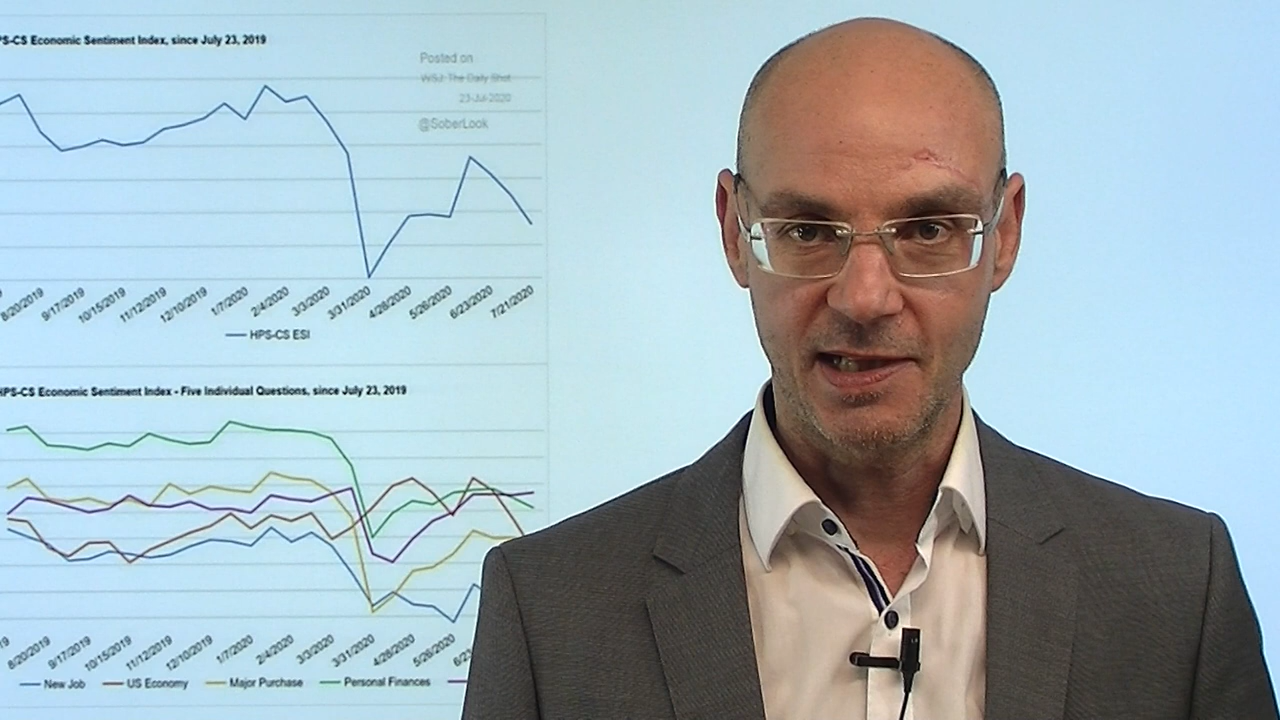 PS-CS Economic Sentiment Index, since July 23, 2019
Posted on
WSJ: The Daily Shot
23-Jul-2020
@SoberLook
8/20/2019 9/17/2019 10/15/2019 11/12/2019 12/10/2019 1/7/2020 2/4/2020 3/3/2020 3/31/2020 4/28/2020 5/26/2020 6/23/2020 7/21/2020
HPS-CS ESI
HPS-CS Economic Sentiment Index - Five Individual Questions, since July 23, 2019
19 8/20/2019 9/17/2019 10/15/2019 11/12/2019 12/10/2019 1/7/2020 2/4/2020 3/3/2020 3/31/2020 4/28/2020 5/26/2020 6/23
New Job US Economy Major Purchase Personal Finances